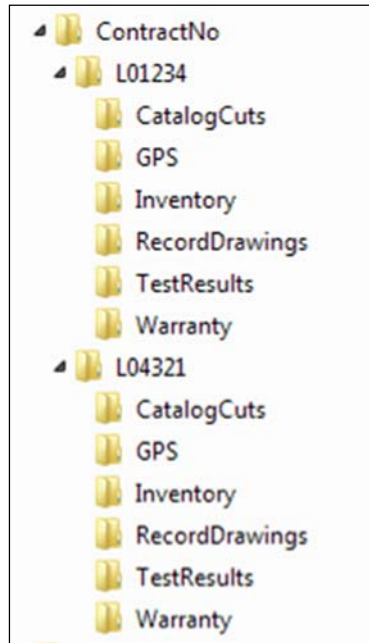 ContractNo
L01234
CatalogCuts
GPS
Inventory
RecordDrawings
TestResults
Warranty
L04321
CatalogCuts
GPS
Inventory
RecordDrawings
TestResults
Warranty